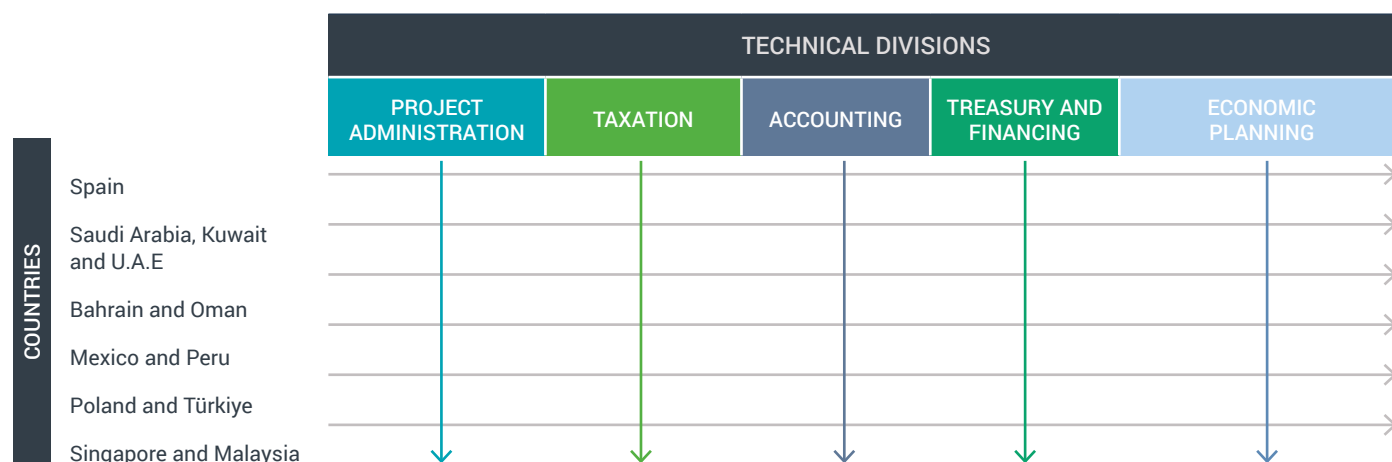 TECHNICAL DIVISIONS
PROJECT
ADMINISTRATION
TAXATION
ACCOUNTING
TREASURY AND
FINANCING
ECONOMIC
PLANNING
COUNTRIES
Spain
Saudi Arabia, Kuwait
and U.A.E
Bahrain and Oman
Mexico and Peru
Poland and Türkiye
Singapore and Malaysia